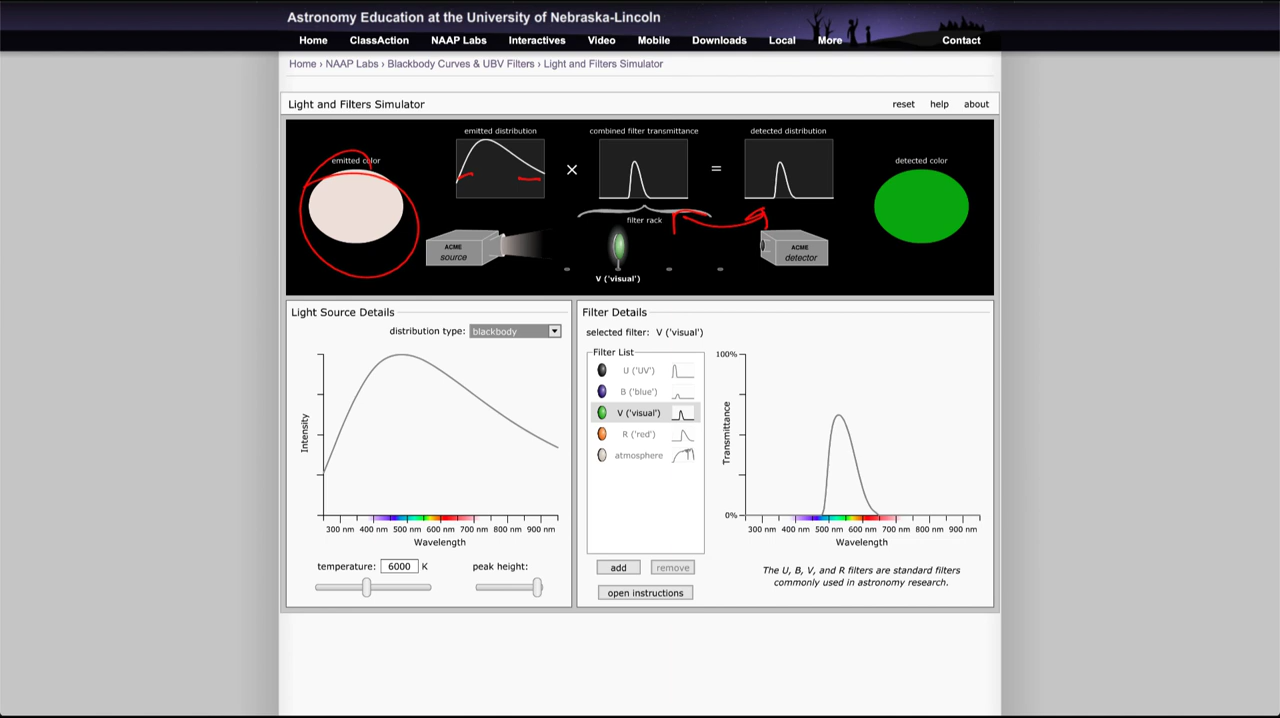 Astronomy Education at the University of Nebraska-Lincoln
Home ClassAction NAAP Labs Interactives Video Mobile Downloads Local More Contact
Home › NAAP Labs › Blackbody Curves & UBV Filters › Light and Filters Simulator
Light and Filters Simulator reset help about
emitted distribution combined filter transmittance detected distribution
emitted color detected color
× =
filter rack
ACME source ACME detector
V ('visual')
Light Source Details
distribution type: blackbody
Intensity
300 nm 400 nm 500 nm 600 nm 700 nm 800 nm 900 nm
Wavelength
temperature: 6000 K peak height:
Filter Details
selected filter: V ('visual')
Filter List
U ('UV')
B ('blue')
V ('visual')
R ('red')
atmosphere
add remove
open instructions
100%
Transmittance
0%
300 nm 400 nm 500 nm 600 nm 700 nm 800 nm 900 nm
Wavelength
The U, B, V, and R filters are standard filters
commonly used in astronomy research.